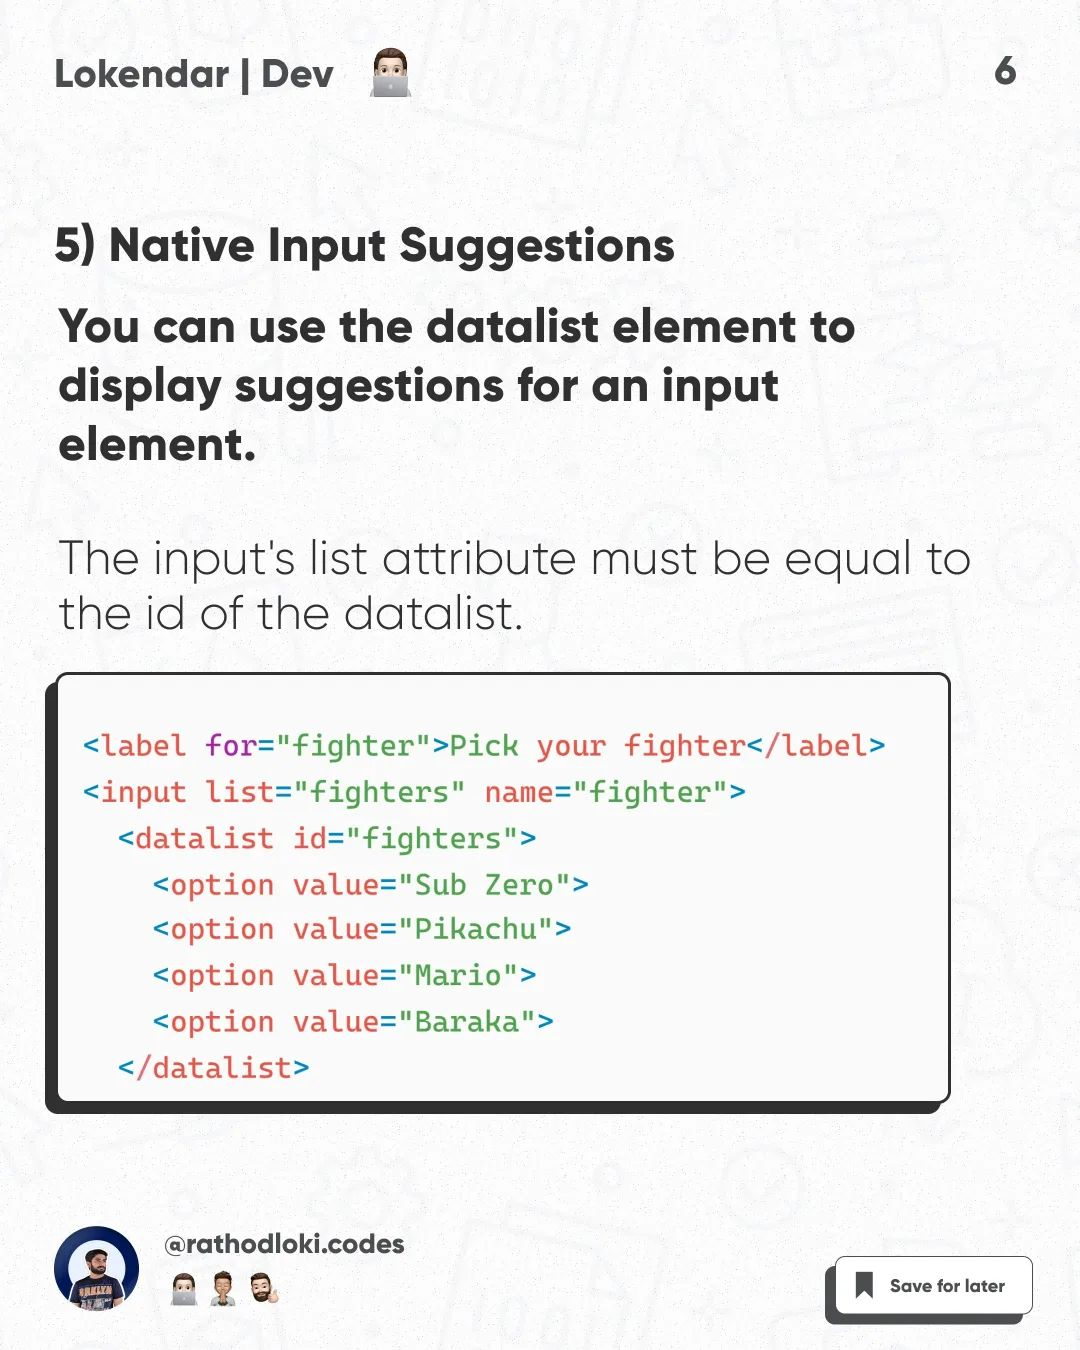 Lokendar | Dev
6
5) Native Input Suggestions
You can use the datalist element to
display suggestions for an input
element.
The input's list attribute must be equal to
the id of the datalist.
<label for="fighter">Pick your fighter</label>
<input list="fighters" name="fighter">
<datalist id="fighters">
<option value="Sub Zero">
<option value="Pikachu">
<option value="Mario">
<option value="Baraka">
</datalist>
@rathodloki.codes
Save for later